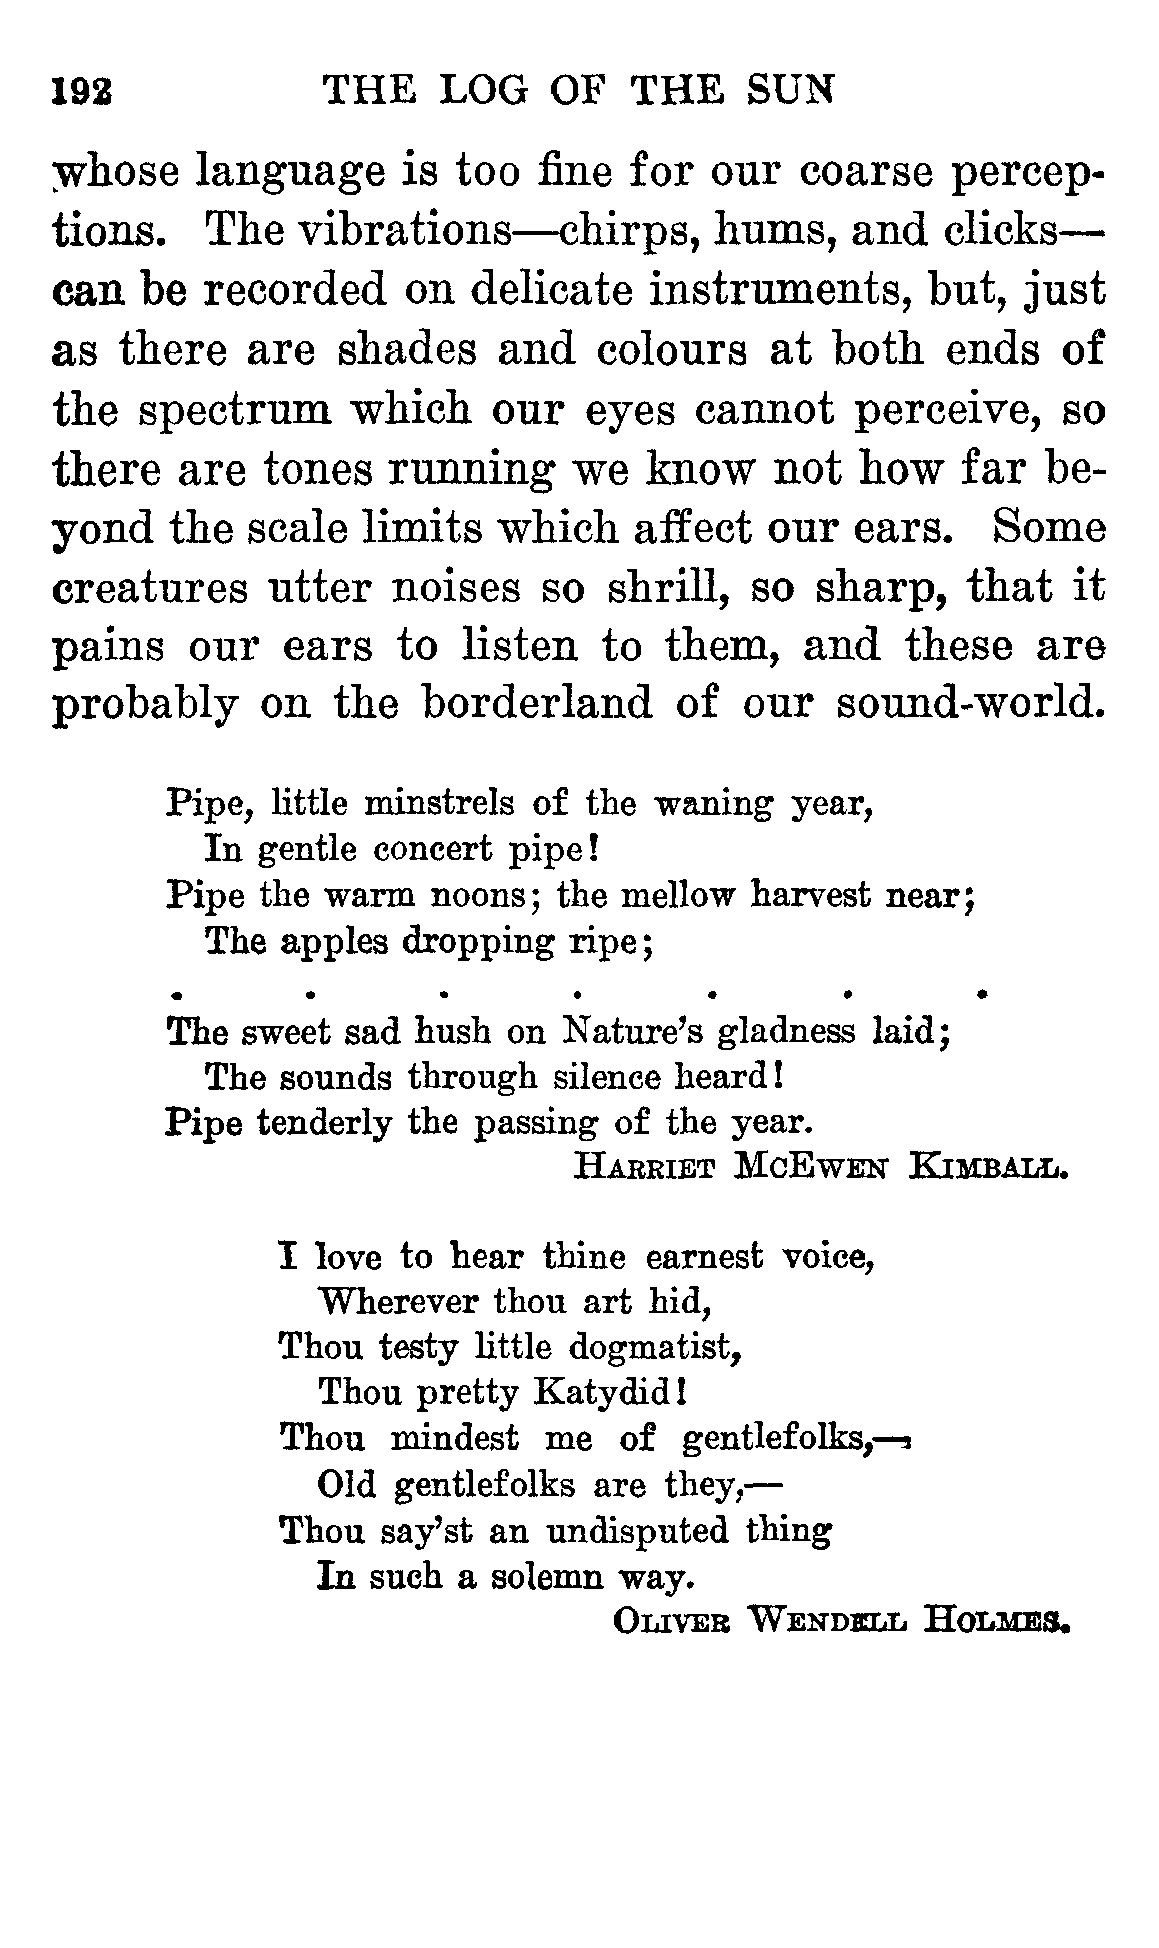 192 THE LOG OF THE SUN
whose language is too fine for our coarse percep-
tions. The vibrations—chirps, hums, and clicks—
can be recorded on delicate instruments, but, just
as there are shades and colours at both ends of
the spectrum which our eyes cannot perceive, so
there are tones running we know not how far be-
yond the scale limits which affect our ears. Some
creatures utter noises so shrill, so sharp, that it
pains our ears to listen to them, and these are
probably on the borderland of our sound-world.
Pipe, little minstrels of the waning year,
In gentle concert pipe!
Pipe the warm noons; the mellow harvest near;
The apples dropping ripe;
. . . . . . .
The sweet sad hush on Nature's gladness laid;
The sounds through silence heard!
Pipe tenderly the passing of the year.
HARRIET MCEWEN KIMBALL.
I love to hear thine earnest voice,
Wherever thou art hid,
Thou testy little dogmatist,
Thou pretty Katydid!
Thou mindest me of gentlefolks,—
Old gentlefolks are they,—
Thou say'st an undisputed thing
In such a solemn way.
OLIVER WENDELL HOLMES.